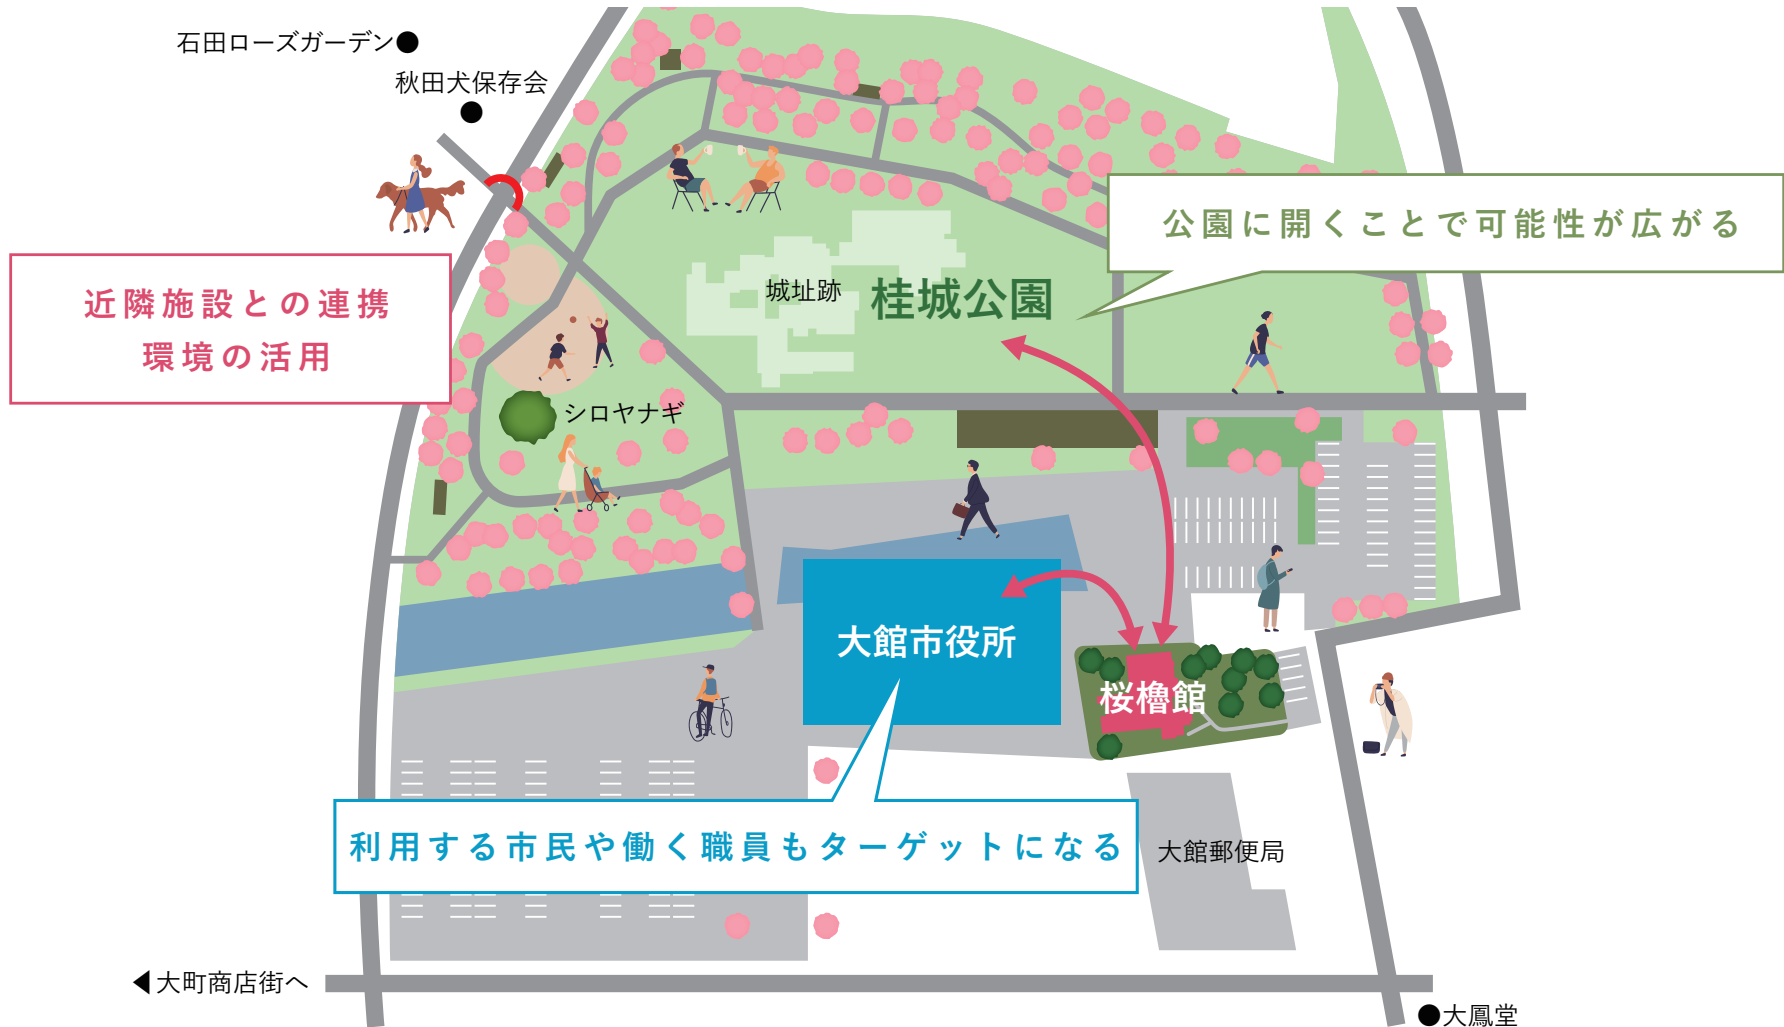 石田ローズガーデン
秋田犬保存会
公園に開くことで可能性が広がる
近隣施設との連携
環境の活用
城址跡
桂城公園
シロヤナギ
大館市役所
桜櫓館
利用する市民や働く職員もターゲットになる
大館郵便局
大町商店街へ
大鳳堂